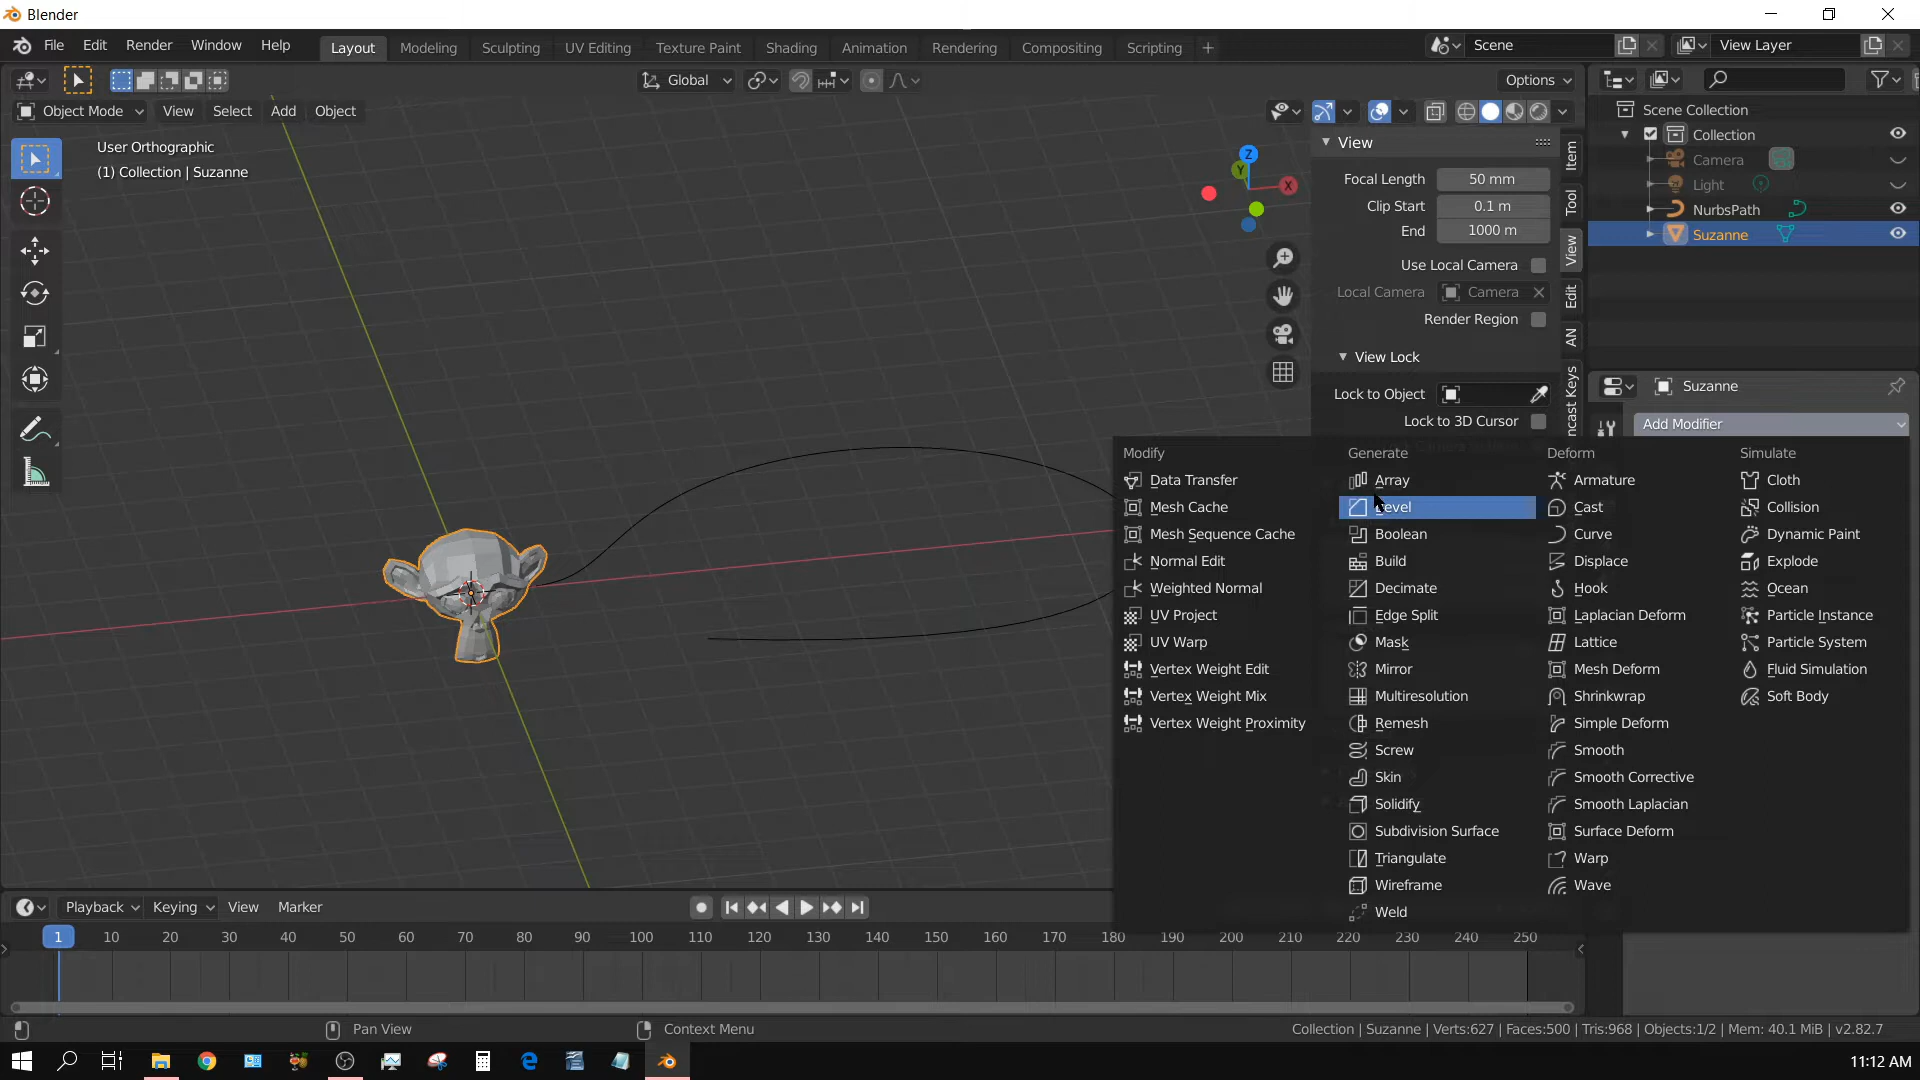 Blender
File Edit Render Window Help Layout Modeling Sculpting UV Editing Texture Paint Shading Animation Rendering Compositing Scripting + Scene View Layer
Global Options
Object Mode View Select Add Object
User Orthographic
(1) Collection | Suzanne
Z
Y
X
View
Focal Length 50 mm
Clip Start 0.1 m
End 1000 m
Use Local Camera
Local Camera Camera
Render Region
View Lock
Lock to Object
Lock to 3D Cursor
Item
Tool
View
Edit
AN
ncast Keys
Scene Collection
Collection
Camera
Light
NurbsPath
Suzanne
Suzanne
Add Modifier
Modify
Data Transfer
Mesh Cache
Mesh Sequence Cache
Normal Edit
Weighted Normal
UV Project
UV Warp
Vertex Weight Edit
Vertex Weight Mix
Vertex Weight Proximity
Generate
Array
evel
Boolean
Build
Decimate
Edge Split
Mask
Mirror
Multiresolution
Remesh
Screw
Skin
Solidify
Subdivision Surface
Triangulate
Wireframe
Weld
Deform
Armature
Cast
Curve
Displace
Hook
Laplacian Deform
Lattice
Mesh Deform
Shrinkwrap
Simple Deform
Smooth
Smooth Corrective
Smooth Laplacian
Surface Deform
Warp
Wave
Simulate
Cloth
Collision
Dynamic Paint
Explode
Ocean
Particle Instance
Particle System
Fluid Simulation
Soft Body
Playback Keying View Marker
1 10 20 30 40 50 60 70 80 90 100 110 120 130 140 150 160 170 180 190 200 210 220 230 240 250
Pan View Context Menu Collection | Suzanne | Verts:627 | Faces:500 | Tris:968 | Objects:1/2 | Mem: 40.1 MiB | v2.82.7
11:12 AM